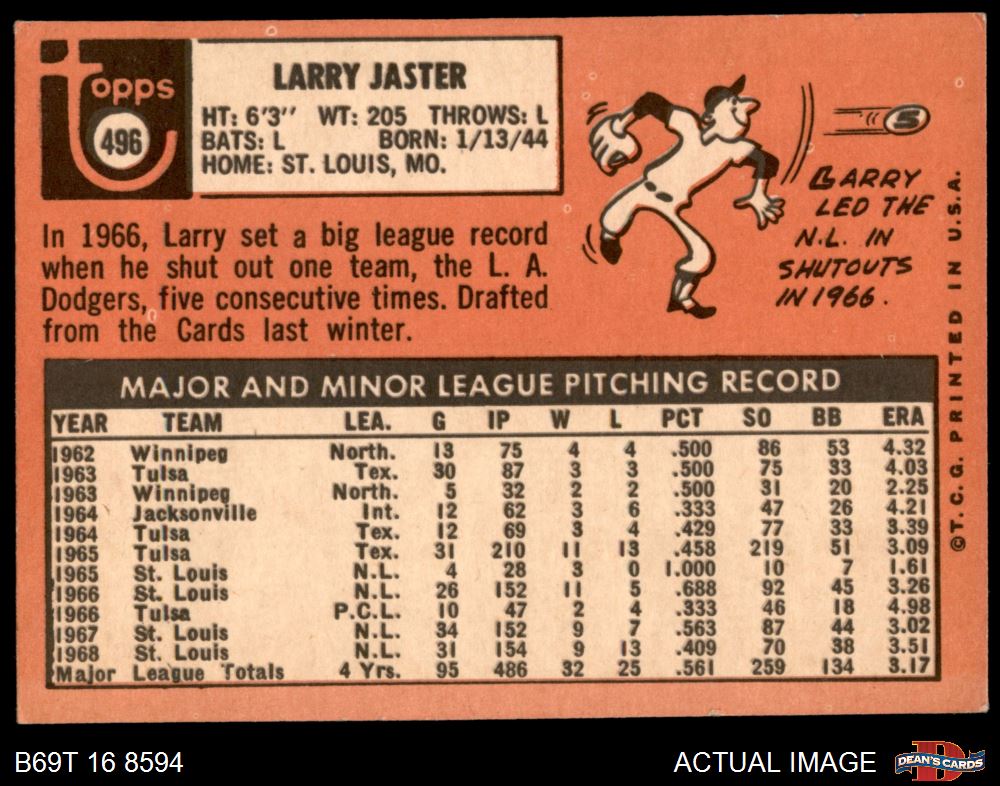 topps
496
LARRY JASTER
HT: 6'3" WT: 205 THROWS: L
BATS: L BORN: 1/13/44
HOME: ST. LOUIS, MO.
In 1966, Larry set a big league record
when he shut out one team, the L. A.
Dodgers, five consecutive times. Drafted
from the Cards last winter.
5
LARRY
LED THE
N.L. IN
SHUTOUTS
IN 1966.
MAJOR AND MINOR LEAGUE PITCHING RECORD
YEAR TEAM LEA. G IP W L PCT SO BB ERA
1962 Winnipeg North. 13 75 4 4 .500 86 53 4.32
1963 Tulsa Tex. 30 87 3 3 .500 75 33 4.03
1963 Winnipeg North. 5 32 2 2 .500 31 20 2.25
1964 Jacksonville Int. 12 62 3 6 .333 47 26 4.21
1964 Tulsa Tex. 12 69 3 4 .429 77 33 3.39
1965 Tulsa Tex. 31 210 11 13 .458 219 51 3.09
1965 St. Louis N.L. 4 28 3 0 1.000 10 7 1.61
1966 St. Louis N.L. 26 152 11 5 .688 92 45 3.26
1966 Tulsa P.C.L. 10 47 2 4 .333 46 18 4.98
1967 St. Louis N.L. 34 152 9 7 .563 87 44 3.02
1968 St. Louis N.L. 31 154 9 13 .409 70 38 3.51
Major League Totals 4 Yrs. 95 486 32 25 .561 259 134 3.17
©T.C.G. PRINTED IN U.S.A.
B69T 16 8594
ACTUAL IMAGE
D
DEAN'S CARDS